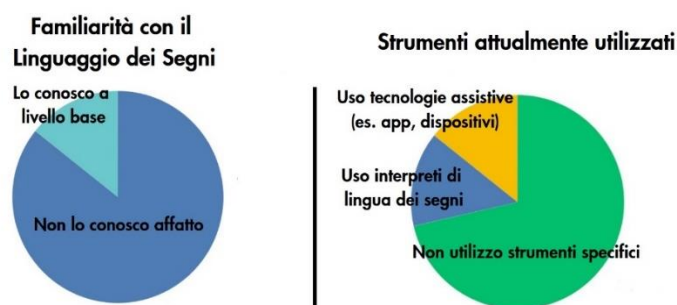 Familiarità con il
Linguaggio dei Segni
Lo conosco a
livello base
Non lo conosco affatto
Strumenti attualmente utilizzati
Uso tecnologie assistive
(es. app, dispositivi)
Uso interpreti di
lingua dei segni
Non utilizzo strumenti specifici